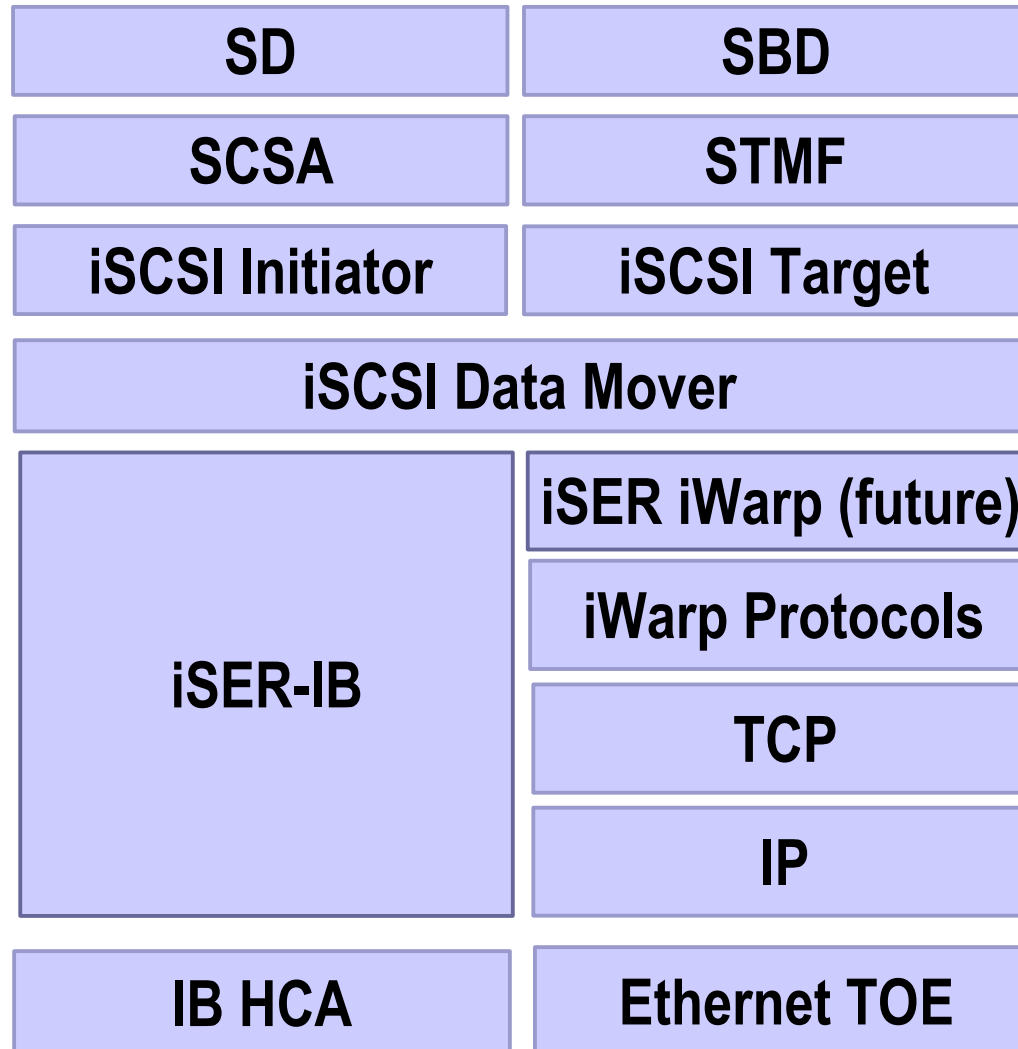 SD
SBD
SCSA
STMF
iSCSI Initiator
iSCSI Target
iSCSI Data Mover
iSER-IB
iSER iWarp (future)
iWarp Protocols
TCP
IP
IB HCA
Ethernet TOE